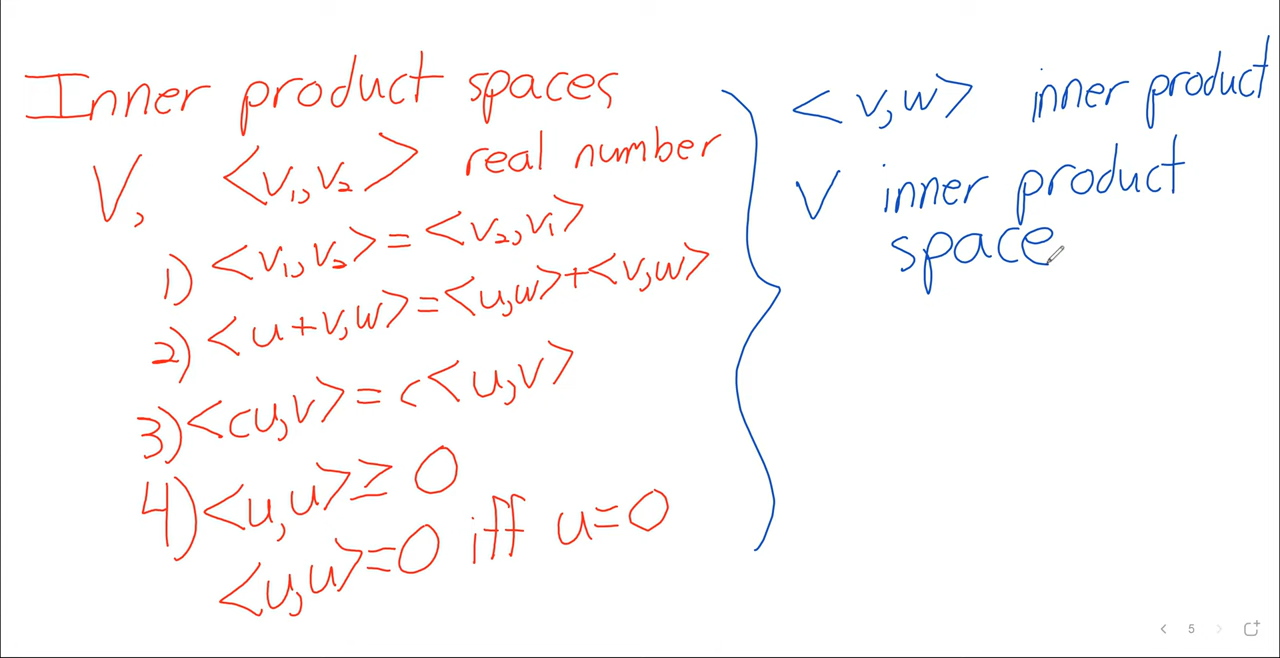 Inner product spaces
V, <v₁,v₂> real number
1) <v₁,v₂>=<v₂,v₁>
2) <u+v,w>=<u,w>+<v,w>
3) <cu,v>=c<u,v>
4) <u,u>≥0
<u,u>=0 iff u=0
<v,w> inner product
V inner product
space
5